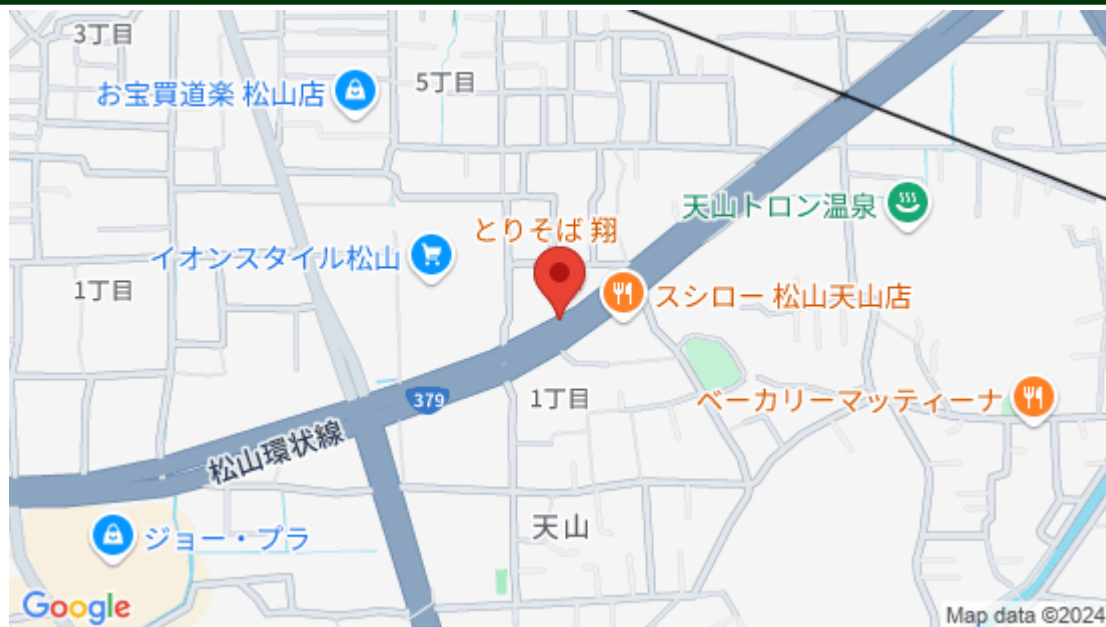 3丁目
5丁目
お宝買道楽 松山店
天山トロン温泉
とりそば 翔
イオンスタイル松山
1丁目
スシロー 松山天山店
379
1丁目
ベーカリーマッティーナ
松山環状線
天山
ジョー・プラ
Google
Map data ©2024